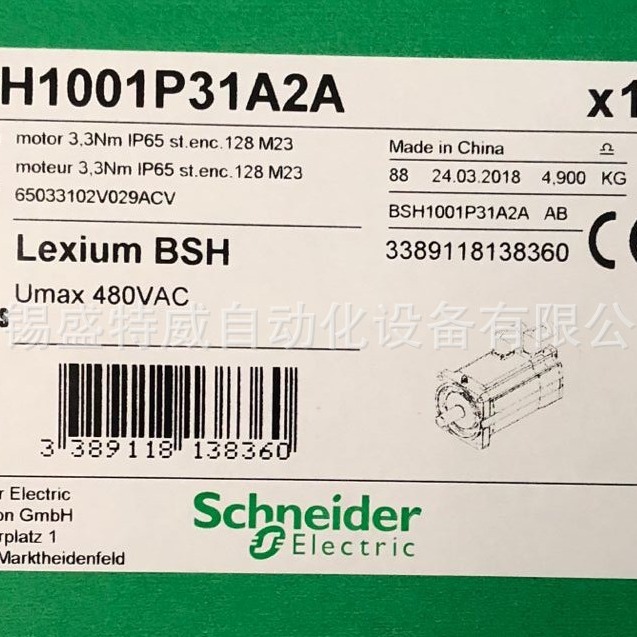 H1001P31A2A
x1
motor 3,3Nm IP65 st.enc.128 M23
moteur 3,3Nm IP65 st.enc.128 M23
65033102V029ACV
Made in China
88 24.03.2018 4,900 KG
BSH1001P31A2A AB
3389118138360
CE
Lexium BSH
Umax 480VAC
s
锡盛特威自动化设备有限公
3 389118 138360
r Electric
on GmbH
rplatz 1
Marktheidenfeld
Schneider
Electric